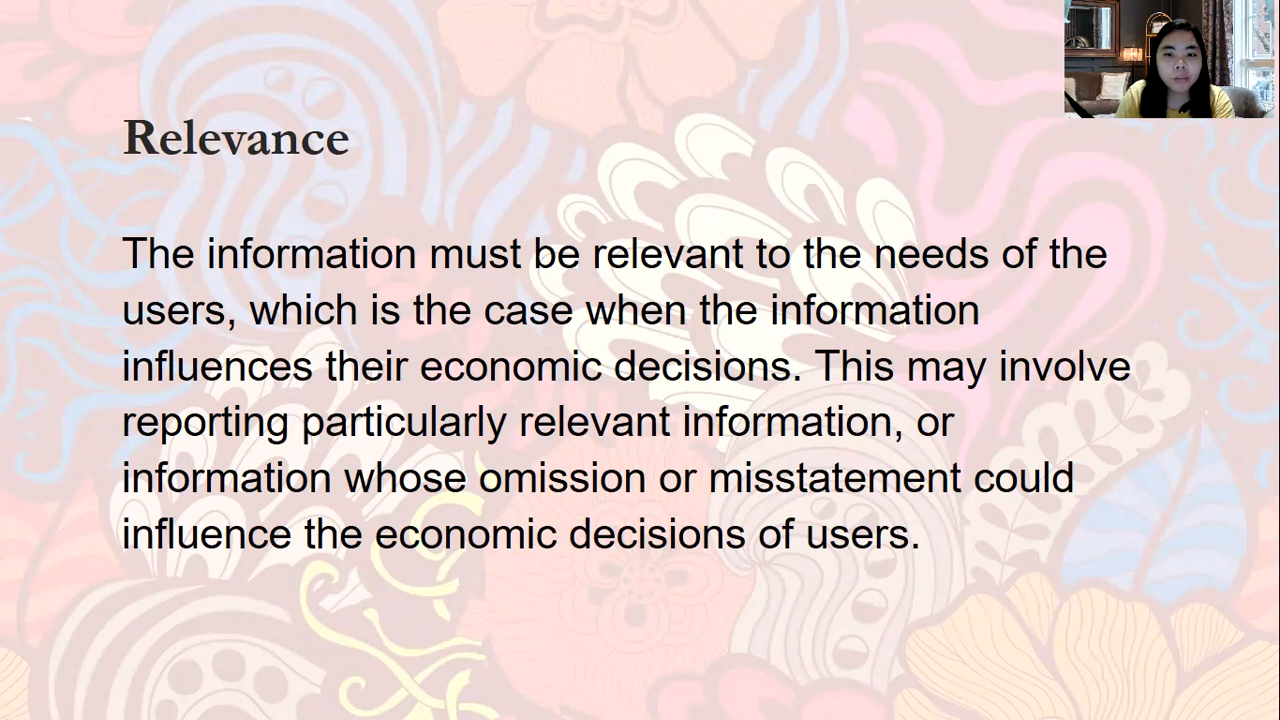 Relevance
The information must be relevant to the needs of the
users, which is the case when the information
influences their economic decisions. This may involve
reporting particularly relevant information, or
information whose omission or misstatement could
influence the economic decisions of users.